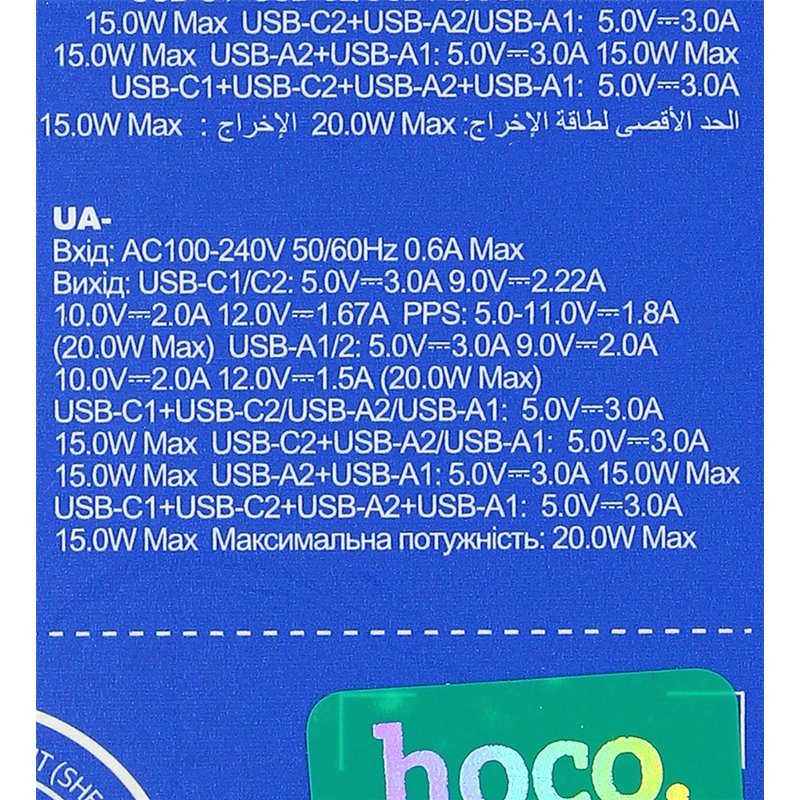 15.0W Max USB-C2+USB-A2/USB-A1: 5.0V⎓3.0A
15.0W Max USB-A2+USB-A1: 5.0V⎓3.0A 15.0W Max
USB-C1+USB-C2+USB-A2+USB-A1: 5.0V⎓3.0A
الحد الأقصى لطاقة الإخراج: 20.0W Max الإخراج : 15.0W Max
UA-
Вхід: AC100-240V 50/60Hz 0.6A Max
Вихід: USB-C1/C2: 5.0V⎓3.0A 9.0V⎓2.22A
10.0V⎓2.0A 12.0V⎓1.67A PPS: 5.0-11.0V⎓1.8A
(20.0W Max) USB-A1/2: 5.0V⎓3.0A 9.0V⎓2.0A
10.0V⎓2.0A 12.0V⎓1.5A (20.0W Max)
USB-C1+USB-C2/USB-A2/USB-A1: 5.0V⎓3.0A
15.0W Max USB-C2+USB-A2/USB-A1: 5.0V⎓3.0A
15.0W Max USB-A2+USB-A1: 5.0V⎓3.0A 15.0W Max
USB-C1+USB-C2+USB-A2+USB-A1: 5.0V⎓3.0A
15.0W Max Максимальна потужність: 20.0W Max
hoco.